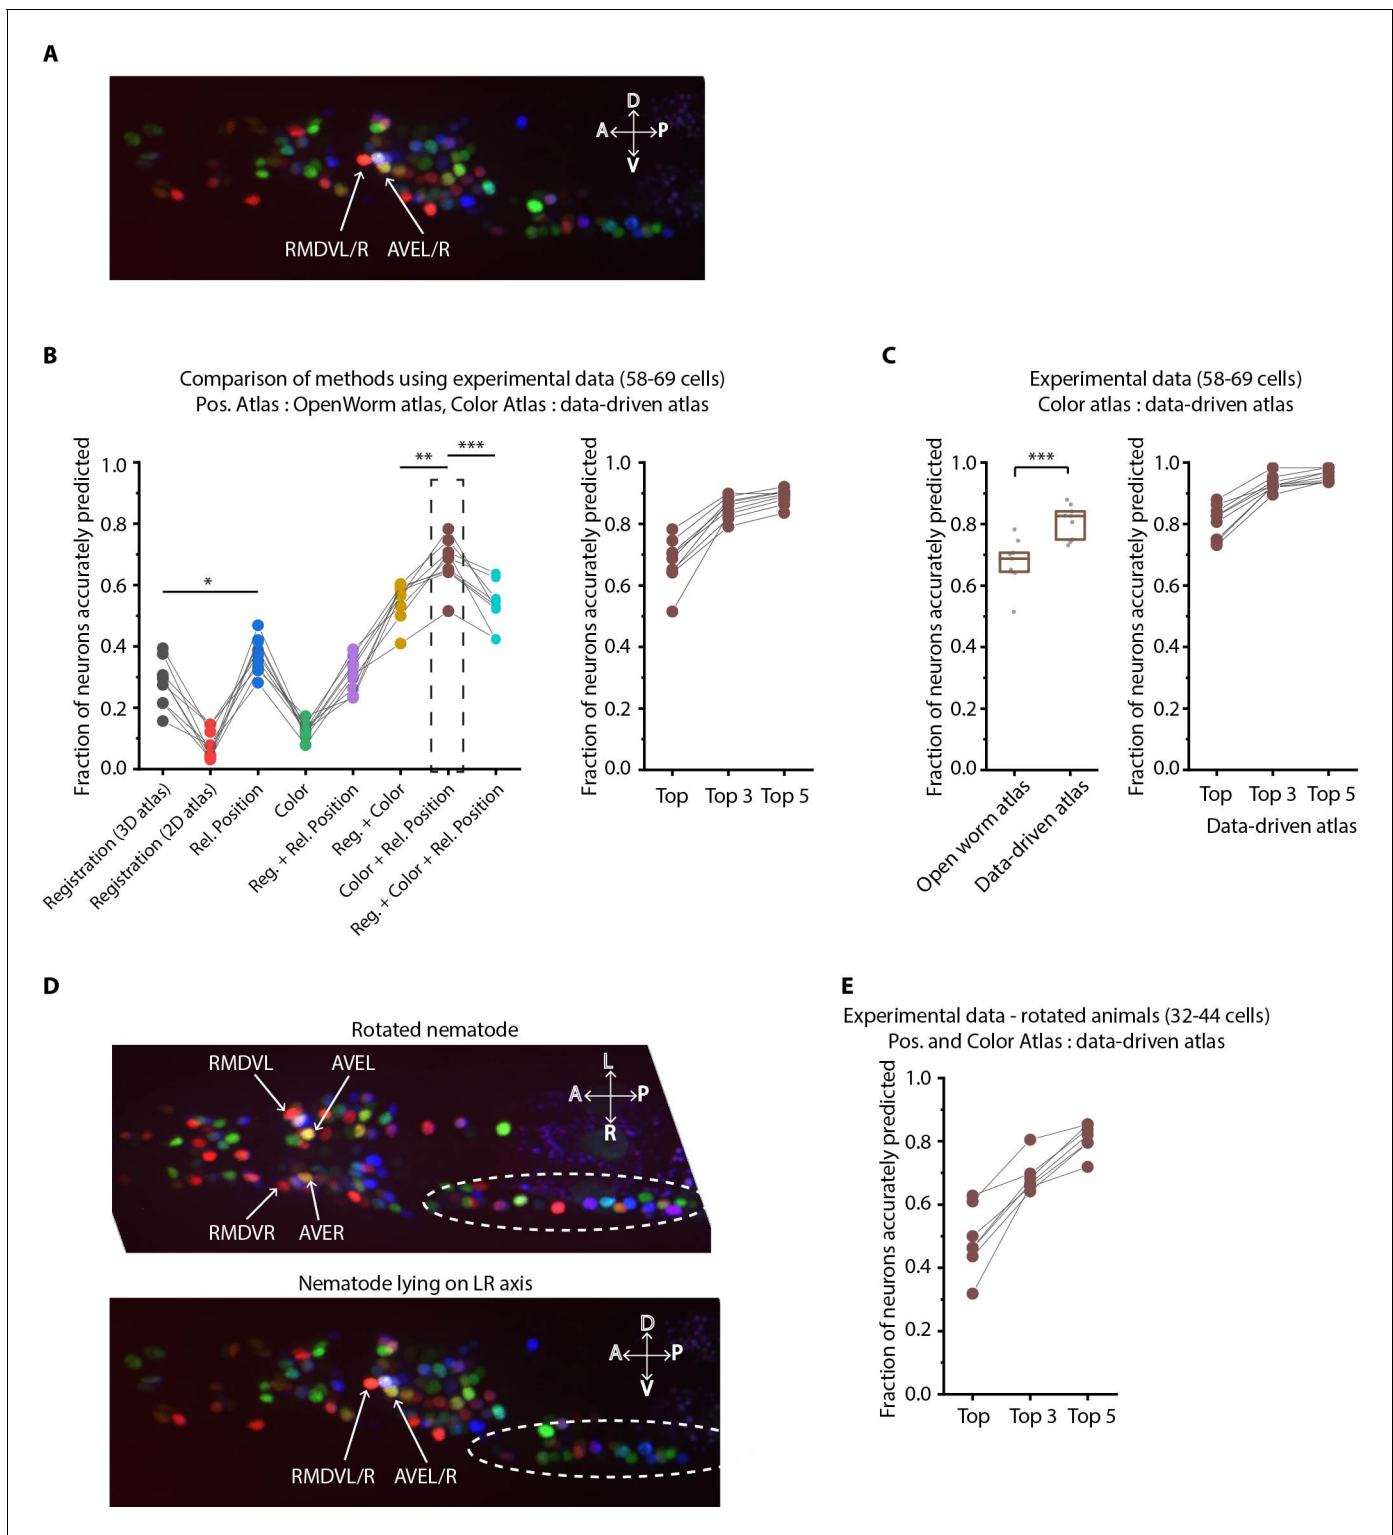 A
D
A P
V
RMDVL/R AVEL/R
B
Comparison of methods using experimental data (58-69 cells)
Pos. Atlas : OpenWorm atlas, Color Atlas : data-driven atlas
Fraction of neurons accurately predicted
1.0
0.8
0.6
0.4
0.2
0.0
*
**
***
Registration (3D atlas)
Registration (2D atlas)
Rel. Position
Color
Reg. + Rel. Position
Reg. + Color
Color + Rel. Position
Reg. + Color + Rel. Position
Fraction of neurons accurately predicted
1.0
0.8
0.6
0.4
0.2
0.0
Top Top 3 Top 5
C
Experimental data (58-69 cells)
Color atlas : data-driven atlas
Fraction of neurons accurately predicted
1.0
0.8
0.6
0.4
0.2
0.0
***
Open worm atlas
Data-driven atlas
Fraction of neurons accurately predicted
1.0
0.8
0.6
0.4
0.2
0.0
Top Top 3 Top 5
Data-driven atlas
D
Rotated nematode
RMDVL AVEL
L
A P
R
RMDVR AVER
Nematode lying on LR axis
D
A P
V
RMDVL/R AVEL/R
E
Experimental data - rotated animals (32-44 cells)
Pos. and Color Atlas : data-driven atlas
Fraction of neurons accurately predicted
1.0
0.8
0.6
0.4
0.2
0.0
Top Top 3 Top 5